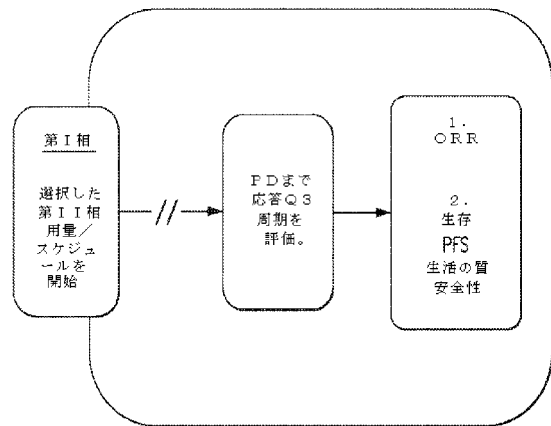 第Ⅰ相
選択した
第ⅠⅠ相
用量／
スケジュ
ールを
開始
PDまで
応答Q3
周期を
評価。
1.
ORR
2.
生存
PFS
生活の質
安全性